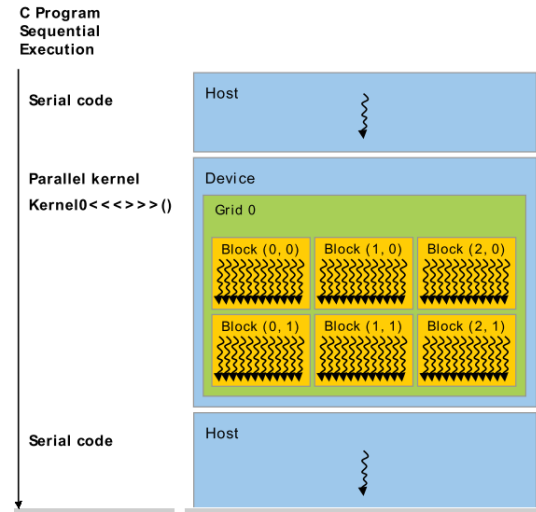 C Program
Sequential
Execution
Serial code
Host
Parallel kernel
Kernel0<<<>>>()
Device
Grid 0
Block (0, 0)
Block (1, 0)
Block (2, 0)
Block (0, 1)
Block (1, 1)
Block (2, 1)
Serial code
Host